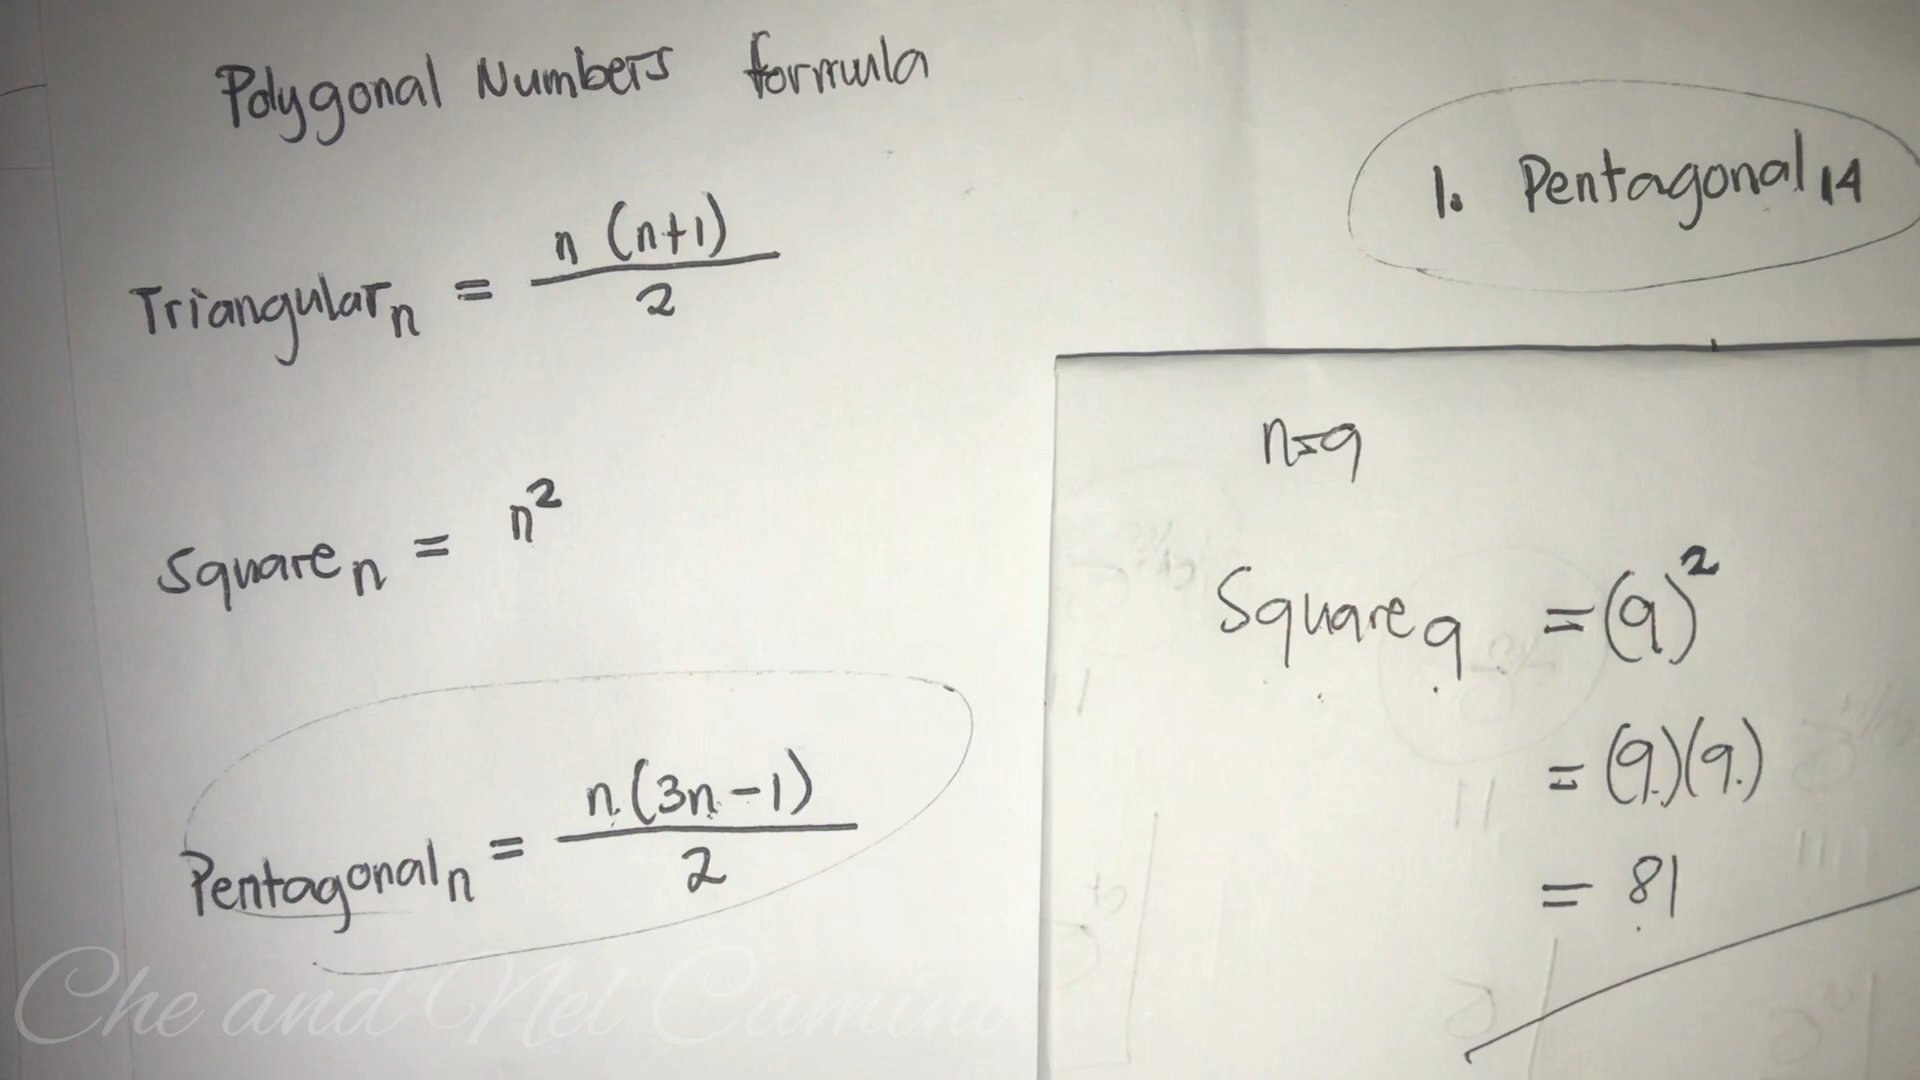 Polygonal Numbers formula
Triangular_n = n (n+1) / 2
Square_n = n²
Pentagonal_n = n (3n - 1) / 2
1. Pentagonal_14
n=9
Square_9 = (9)²
= (9.)(9.)
= 81
Che and Nel Camino